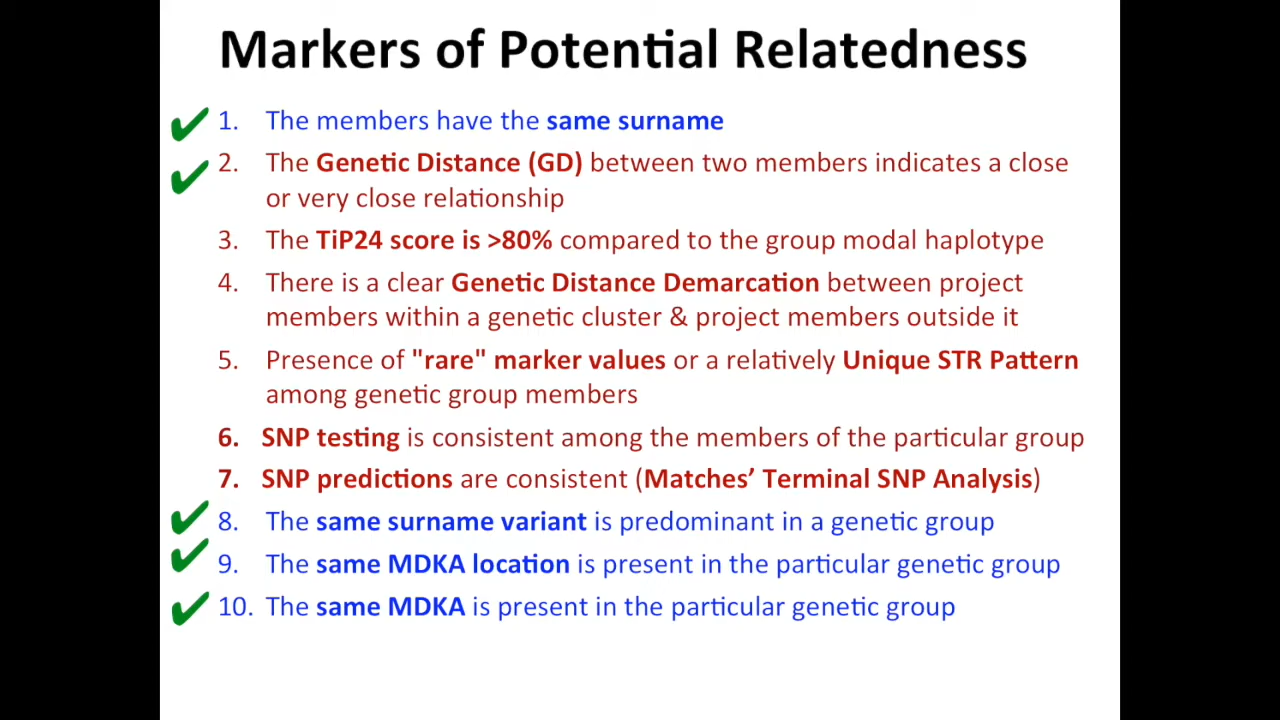 Markers of Potential Relatedness
✔ 1. The members have the same surname
✔ 2. The Genetic Distance (GD) between two members indicates a close
or very close relationship
3. The TiP24 score is >80% compared to the group modal haplotype
4. There is a clear Genetic Distance Demarcation between project
members within a genetic cluster & project members outside it
5. Presence of "rare" marker values or a relatively Unique STR Pattern
among genetic group members
6. SNP testing is consistent among the members of the particular group
7. SNP predictions are consistent (Matches’ Terminal SNP Analysis)
✔ 8. The same surname variant is predominant in a genetic group
✔ 9. The same MDKA location is present in the particular genetic group
✔ 10. The same MDKA is present in the particular genetic group